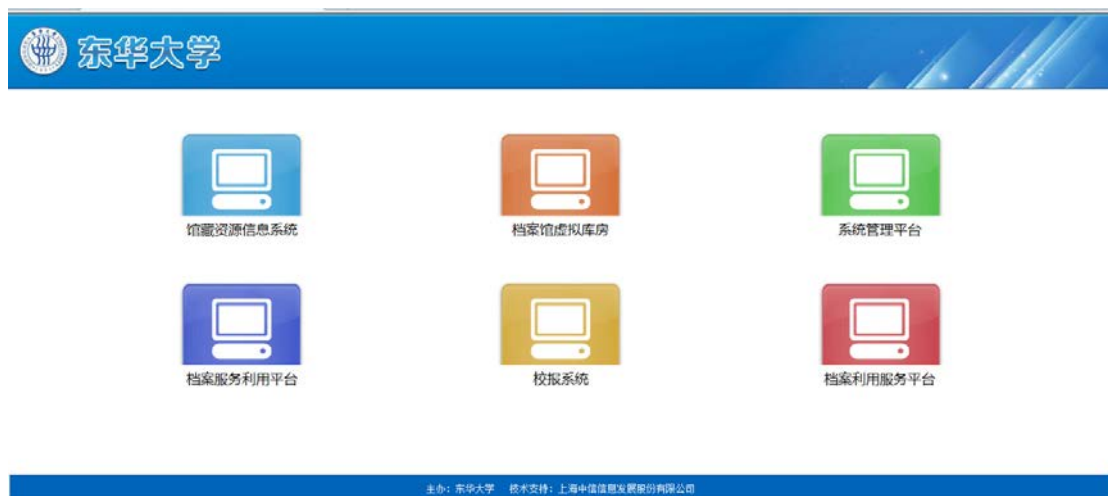 东华大学
馆藏资源信息系统
档案馆虚拟库房
系统管理平台
档案服务利用平台
校报系统
档案利用服务平台
主办：东华大学 技术支持：上海中信信息发展股份有限公司